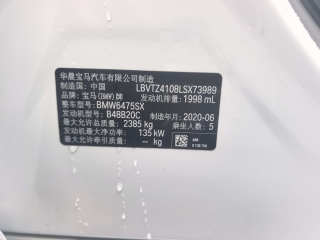 华晨宝马汽车有限公司制造
制造国: 中国 LBVTZ4108LSX73989
品牌: 宝马(BMW)牌 发动机排量: 1998 mL
整车型号: BMW6475SX
发动机型号: B48B20C 制造年月: 2020-06
最大允许总质量: 2385 kg 乘坐人数: 5
发动机最大净功率: 135 kW
最大允许牵引质量: -- kg